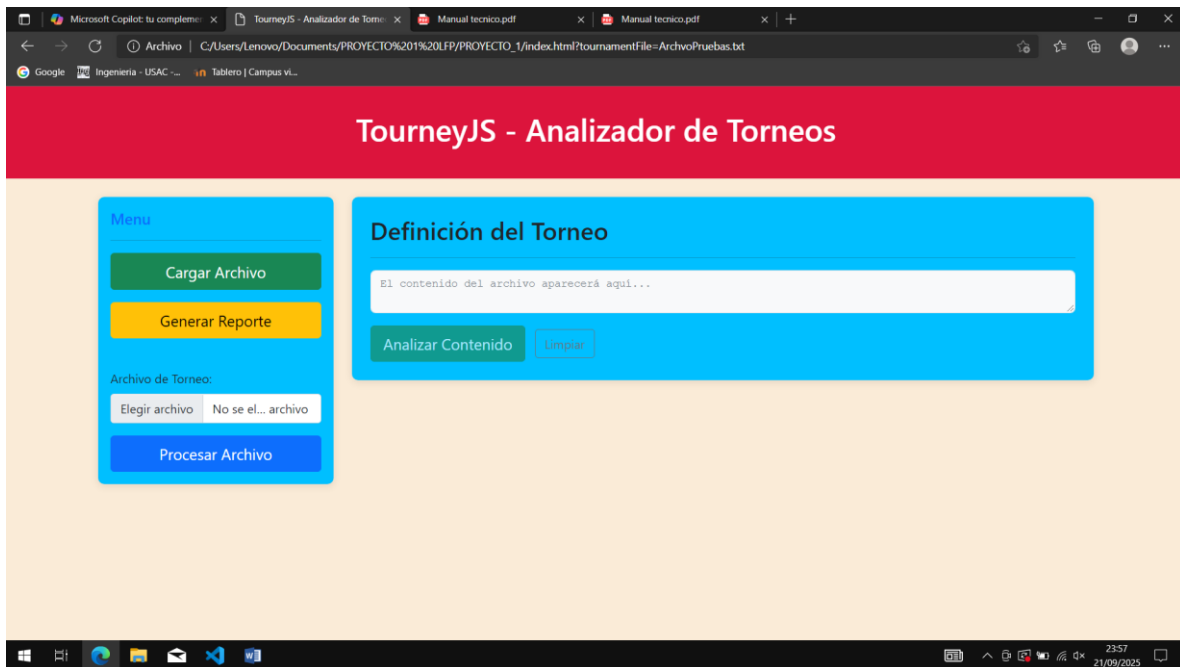 Microsoft Copilot: tu complemen
TourneyJS - Analizador de Torne
Manual tecnico.pdf
Manual tecnico.pdf
Archivo | C:/Users/Lenovo/Documents/PROYECTO%201%20LFP/PROYECTO_1/index.html?tournamentFile=ArchvoPruebas.txt
Google
Ingenieria - USAC -...
Tablero | Campus vi...
TourneyJS - Analizador de Torneos
Menu
Cargar Archivo
Generar Reporte
Archivo de Torneo:
Elegir archivo No se el... archivo
Procesar Archivo
Definición del Torneo
El contenido del archivo aparecerá aquí...
Analizar Contenido
Limpiar
23:57
21/09/2025